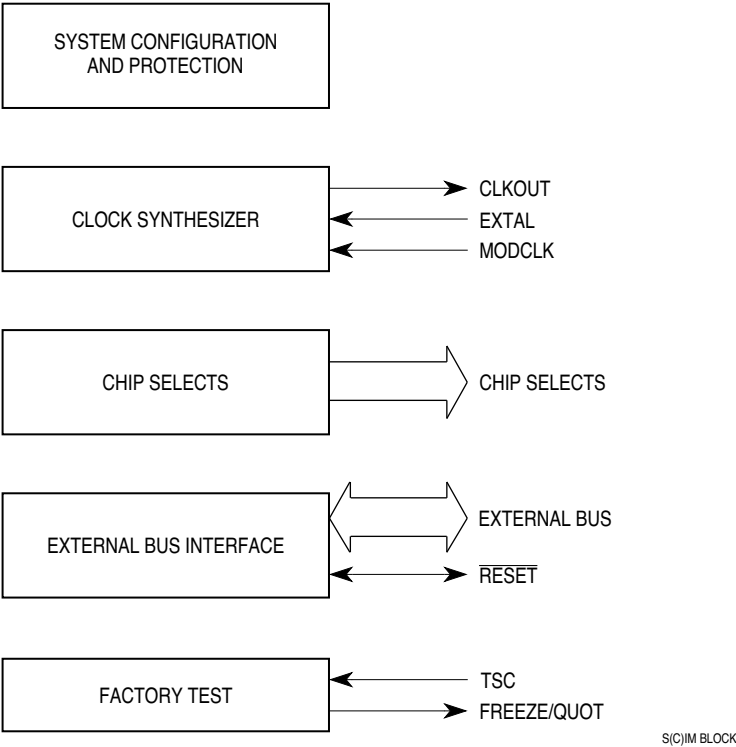 SYSTEM CONFIGURATION
AND PROTECTION
CLOCK SYNTHESIZER
CLKOUT
EXTAL
MODCLK
CHIP SELECTS
CHIP SELECTS
EXTERNAL BUS INTERFACE
EXTERNAL BUS
RESET
FACTORY TEST
TSC
FREEZE/QUOT
S(C)IM BLOCK